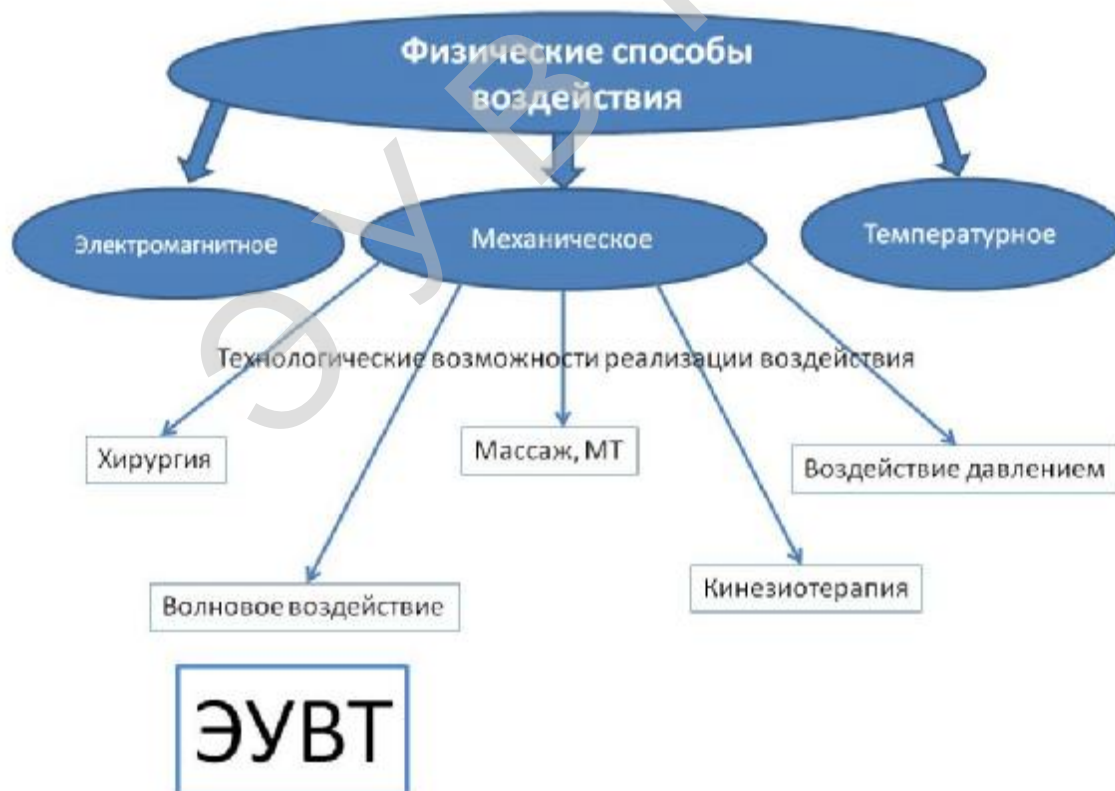 Физические способы
воздействия
Электромагнитное
Механическое
Температурное
Технологические возможности реализации воздействия
Хирургия
Массаж, МТ
Воздействие давлением
Волновое воздействие
Кинезиотерапия
ЭУВТ
ЭУВ